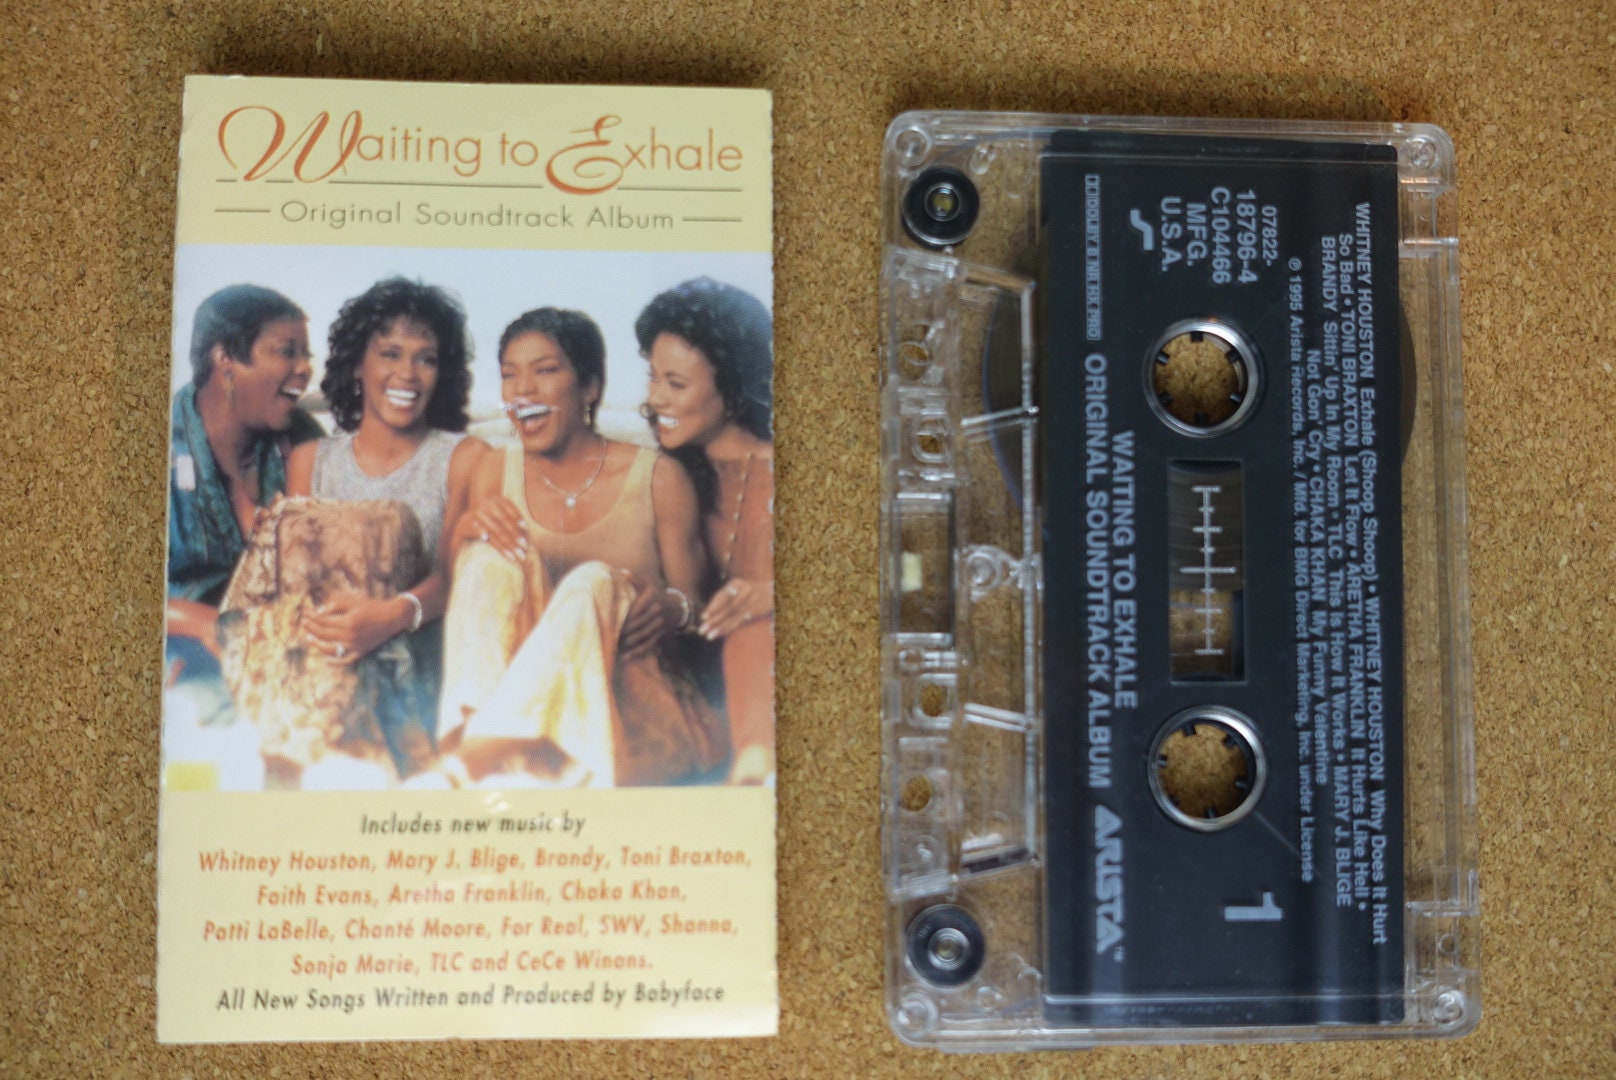 Waiting to Exhale
Original Soundtrack Album
Includes new music by
Whitney Houston, Mary J. Blige, Brandy, Toni Braxton,
Faith Evans, Aretha Franklin, Chaka Khan,
Patti LaBelle, Chanté Moore, For Real, SWV, Shanna,
Sonja Marie, TLC and CeCe Winans.
All New Songs Written and Produced by Babyface
WHITNEY HOUSTON Exhale (Shoop Shoop) • WHITNEY HOUSTON Why Does It Hurt
So Bad • TONI BRAXTON Let It Flow • ARETHA FRANKLIN It Hurts Like Hell •
BRANDY Sittin' Up In My Room • TLC This Is How It Works • MARY J. BLIGE
Not Gon' Cry • CHAKA KHAN My Funny Valentine
℗ 1995 Arista Records, Inc. / Mfd. for BMG Direct Marketing, Inc. under License
07822-
18796-4
C104466
MFG.
U.S.A.
1
WAITING TO EXHALE
ORIGINAL SOUNDTRACK ALBUM
DOLBY B NR HX PRO
ARISTA™